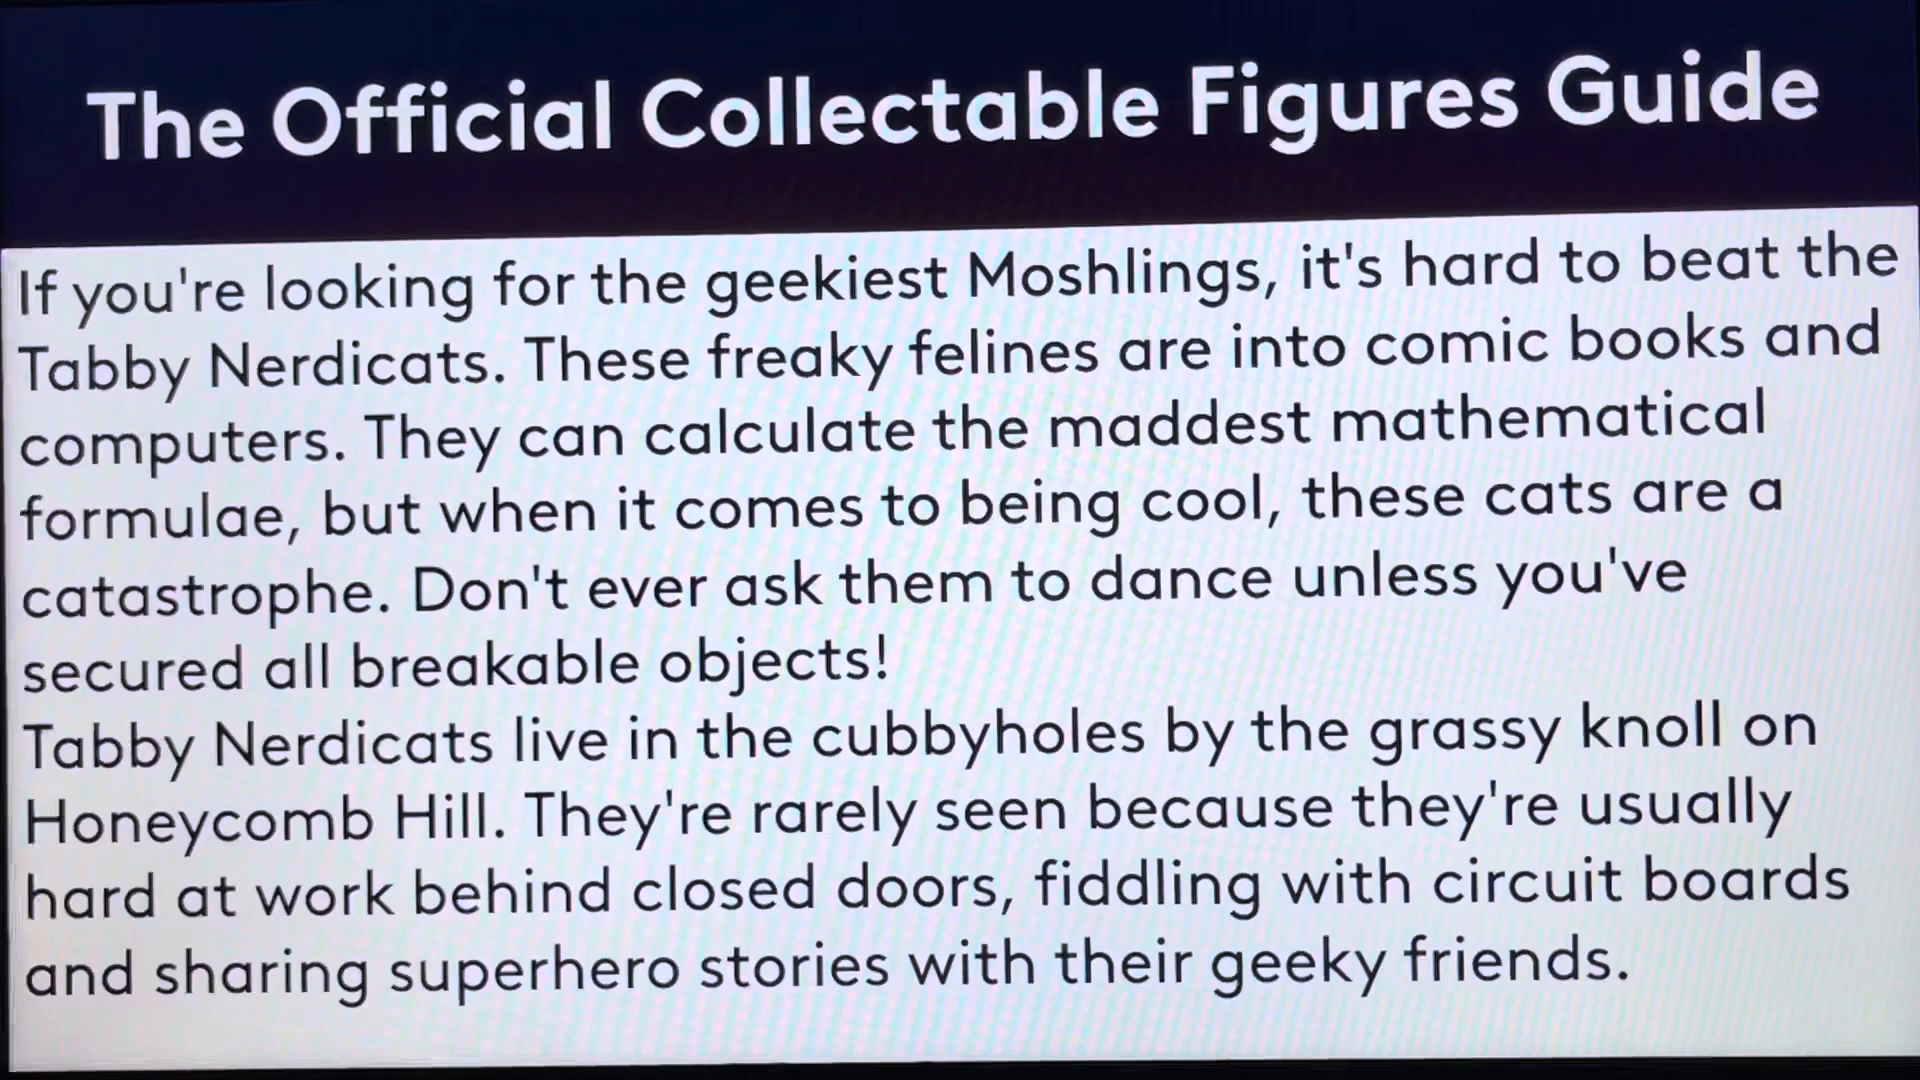 The Official Collectable Figures Guide
If you're looking for the geekiest Moshlings, it's hard to beat the
Tabby Nerdicats. These freaky felines are into comic books and
computers. They can calculate the maddest mathematical
formulae, but when it comes to being cool, these cats are a
catastrophe. Don't ever ask them to dance unless you've
secured all breakable objects!
Tabby Nerdicats live in the cubbyholes by the grassy knoll on
Honeycomb Hill. They're rarely seen because they're usually
hard at work behind closed doors, fiddling with circuit boards
and sharing superhero stories with their geeky friends.